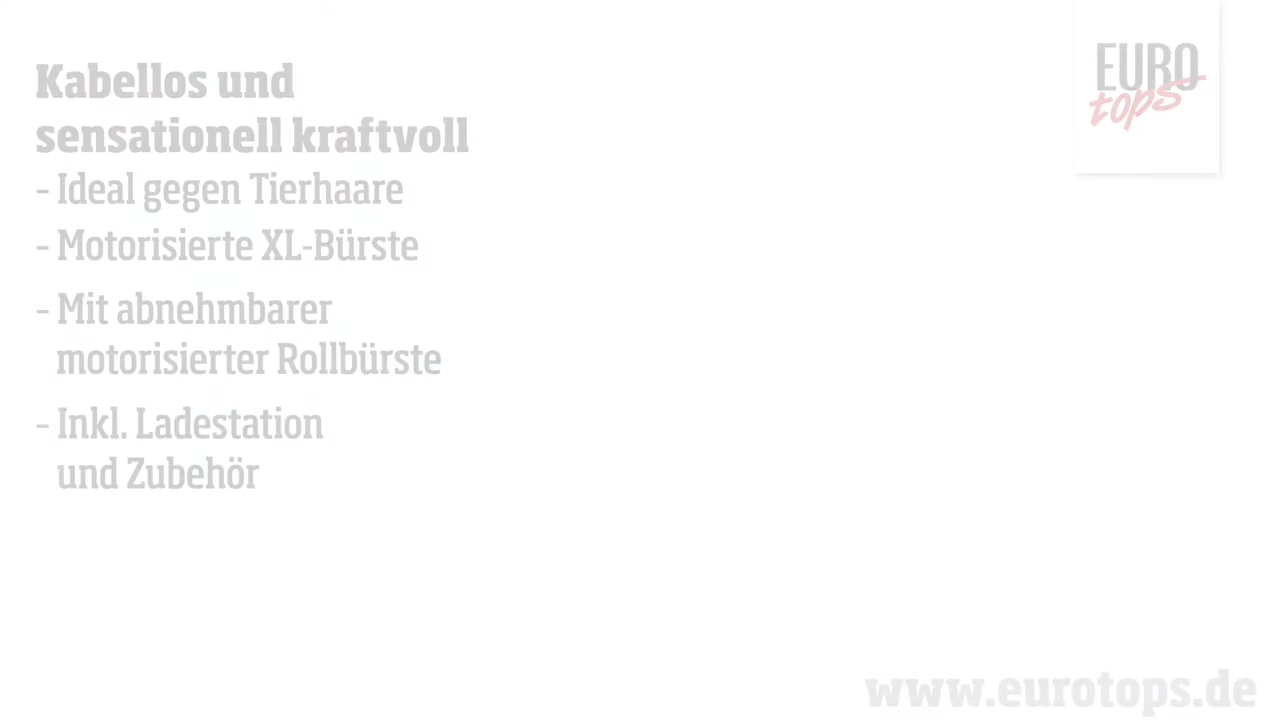 Kabellos und
sensationell kraftvoll
- Ideal gegen Tierhaare
- Motorisierte XL-Bürste
- Mit abnehmbarer
motorisierter Rollbürste
- Inkl. Ladestation
und Zubehör
EURO
tops
www.eurotops.de